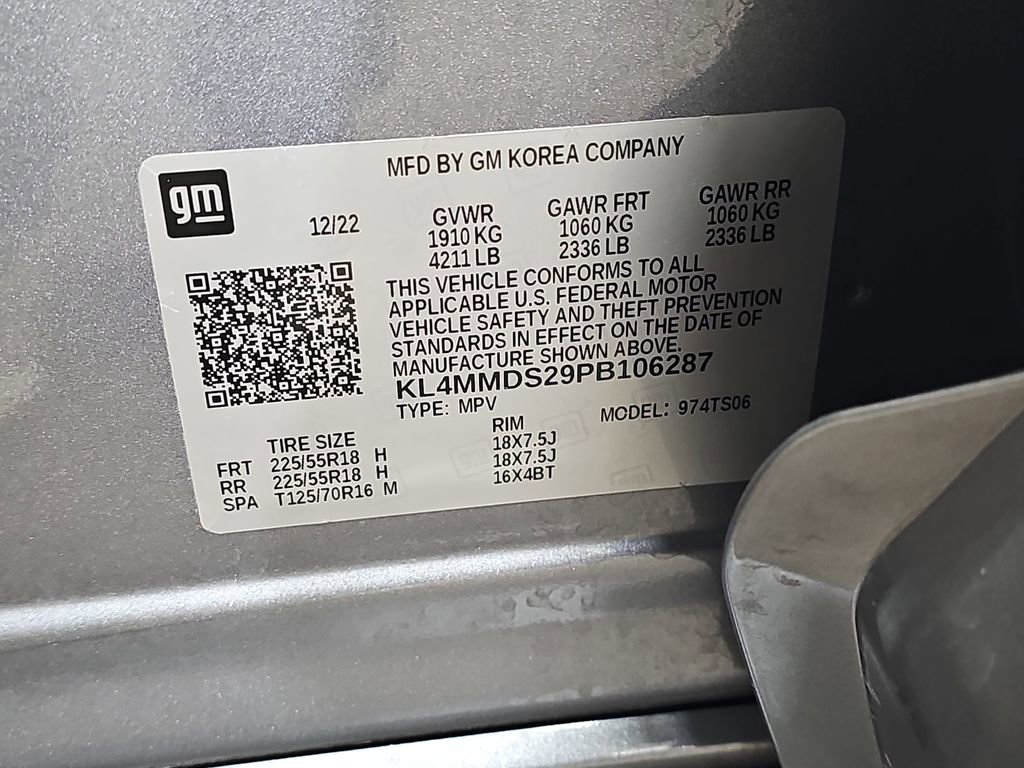 MFD BY GM KOREA COMPANY
gm
12/22
GVWR
1910 KG
4211 LB
GAWR FRT
1060 KG
2336 LB
GAWR RR
1060 KG
2336 LB
THIS VEHICLE CONFORMS TO ALL
APPLICABLE U.S. FEDERAL MOTOR
VEHICLE SAFETY AND THEFT PREVENTION
STANDARDS IN EFFECT ON THE DATE OF
MANUFACTURE SHOWN ABOVE.
KL4MMDS29PB106287
TYPE: MPV
MODEL: 974TS06
TIRE SIZE RIM
FRT 225/55R18 H 18X7.5J
RR 225/55R18 H 18X7.5J
SPA T125/70R16 M 16X4BT